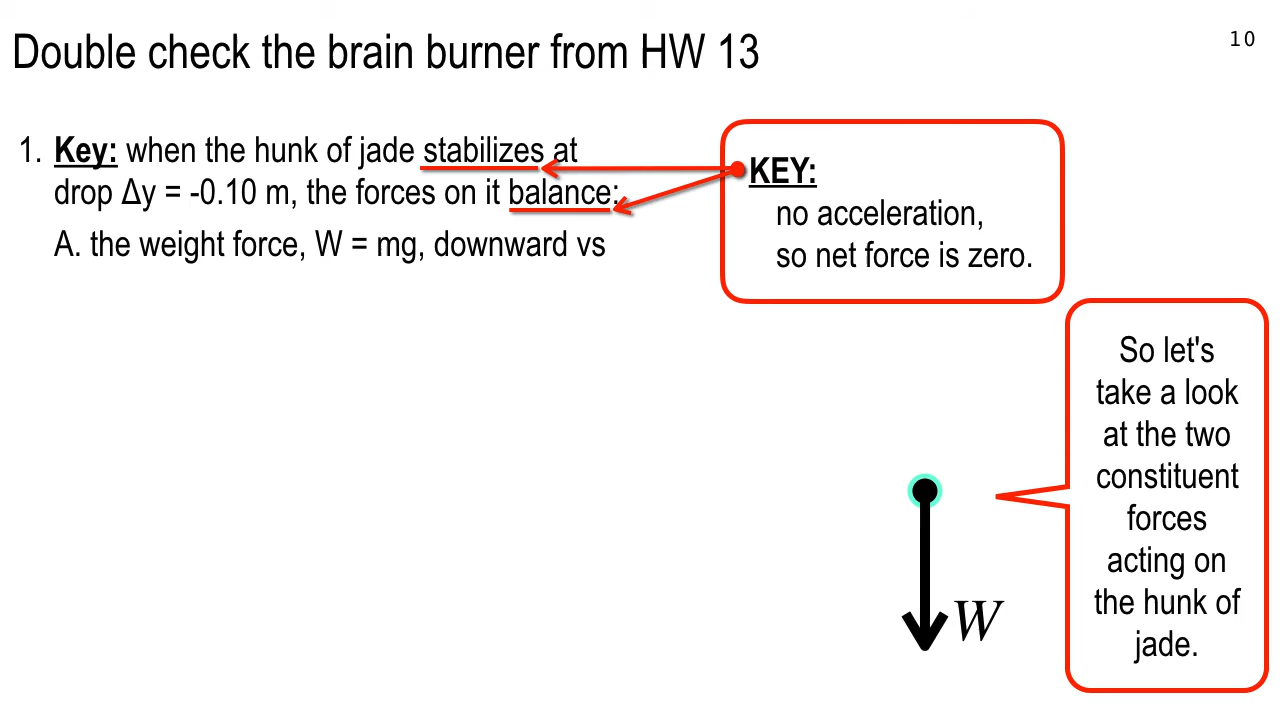 Double check the brain burner from HW 13
10
1. Key: when the hunk of jade stabilizes at
drop Δy = -0.10 m, the forces on it balance:
A. the weight force, W = mg, downward vs
KEY:
no acceleration,
so net force is zero.
So let's
take a look
at the two
constituent
forces
acting on
the hunk of
jade.
W